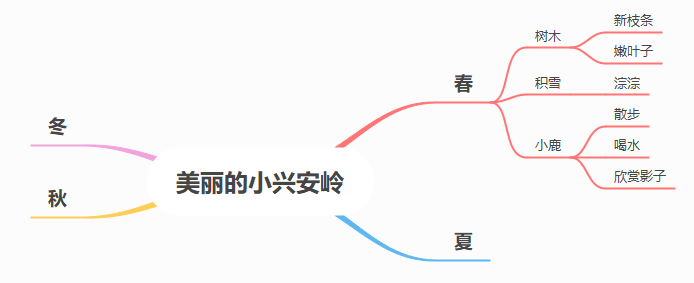 美丽的小兴安岭
春
树木
新枝条
嫩叶子
积雪
淙淙
小鹿
散步
喝水
欣赏影子
夏
秋
冬